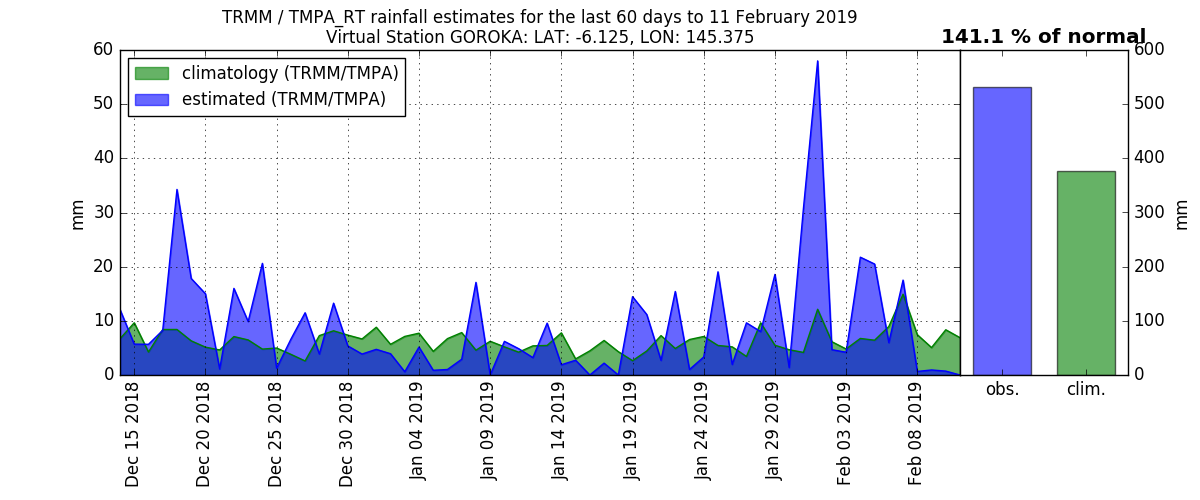 TRMM / TMPA_RT rainfall estimates for the last 60 days to 11 February 2019
Virtual Station GOROKA: LAT: -6.125, LON: 145.375
141.1 % of normal
climatology (TRMM/TMPA)
estimated (TRMM/TMPA)
mm
60
50
40
30
20
10
0
Dec 15 2018
Dec 20 2018
Dec 25 2018
Dec 30 2018
Jan 04 2019
Jan 09 2019
Jan 14 2019
Jan 19 2019
Jan 24 2019
Jan 29 2019
Feb 03 2019
Feb 08 2019
obs.
clim.
600
500
400
300
200
100
0
mm